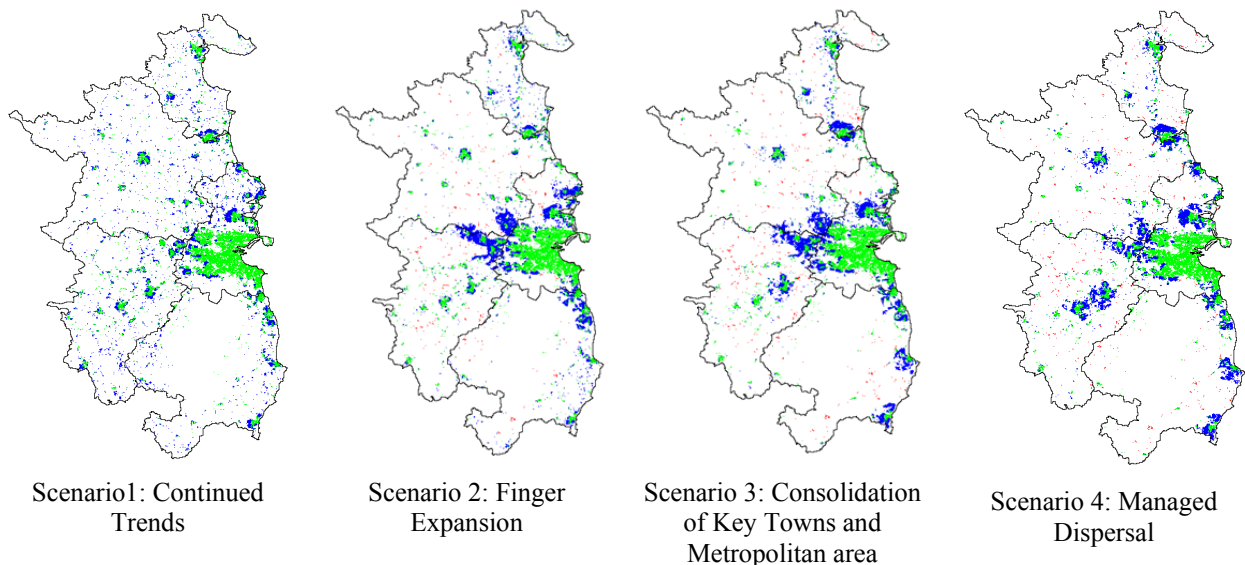 Scenario1: Continued
Trends
Scenario 2: Finger
Expansion
Scenario 3: Consolidation
of Key Towns and
Metropolitan area
Scenario 4: Managed
Dispersal